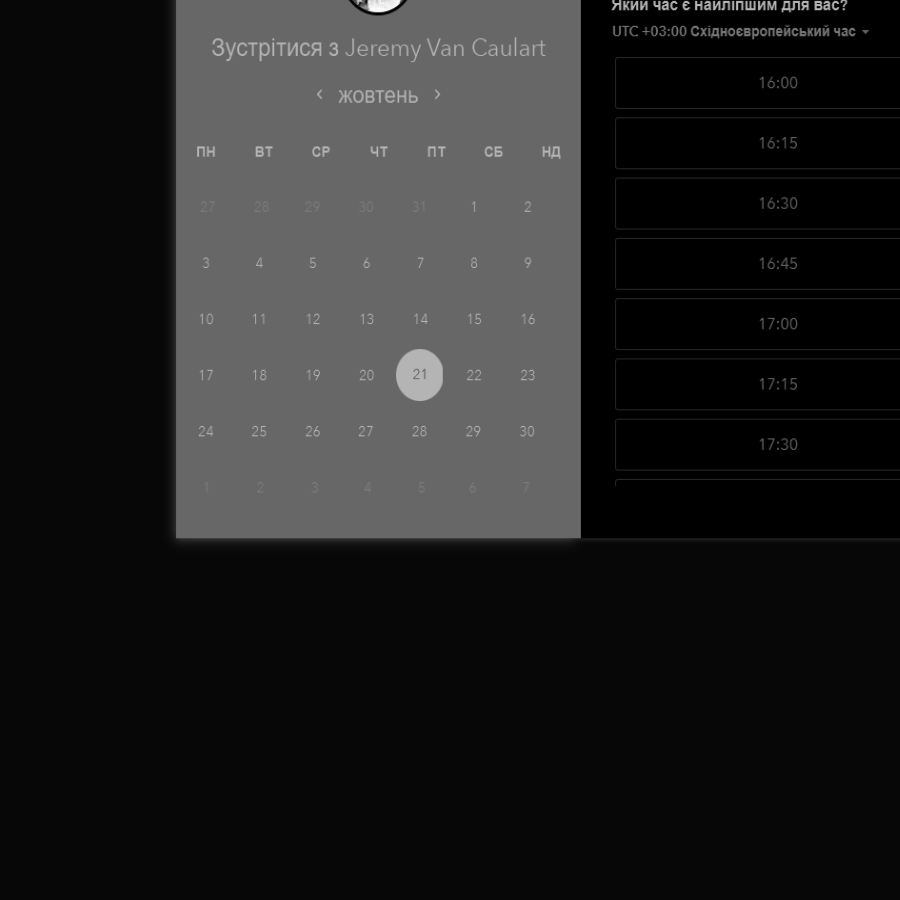 Зустрітися з Jeremy Van Caulart
жовтень
ПН ВТ СР ЧТ ПТ СБ НД
27 28 29 30 31 1 2
3 4 5 6 7 8 9
10 11 12 13 14 15 16
17 18 19 20 21 22 23
24 25 26 27 28 29 30
1 2 3 4 5 6 7
Який час є найліпшим для вас?
UTC +03:00 Східноєвропейський час
16:00
16:15
16:30
16:45
17:00
17:15
17:30